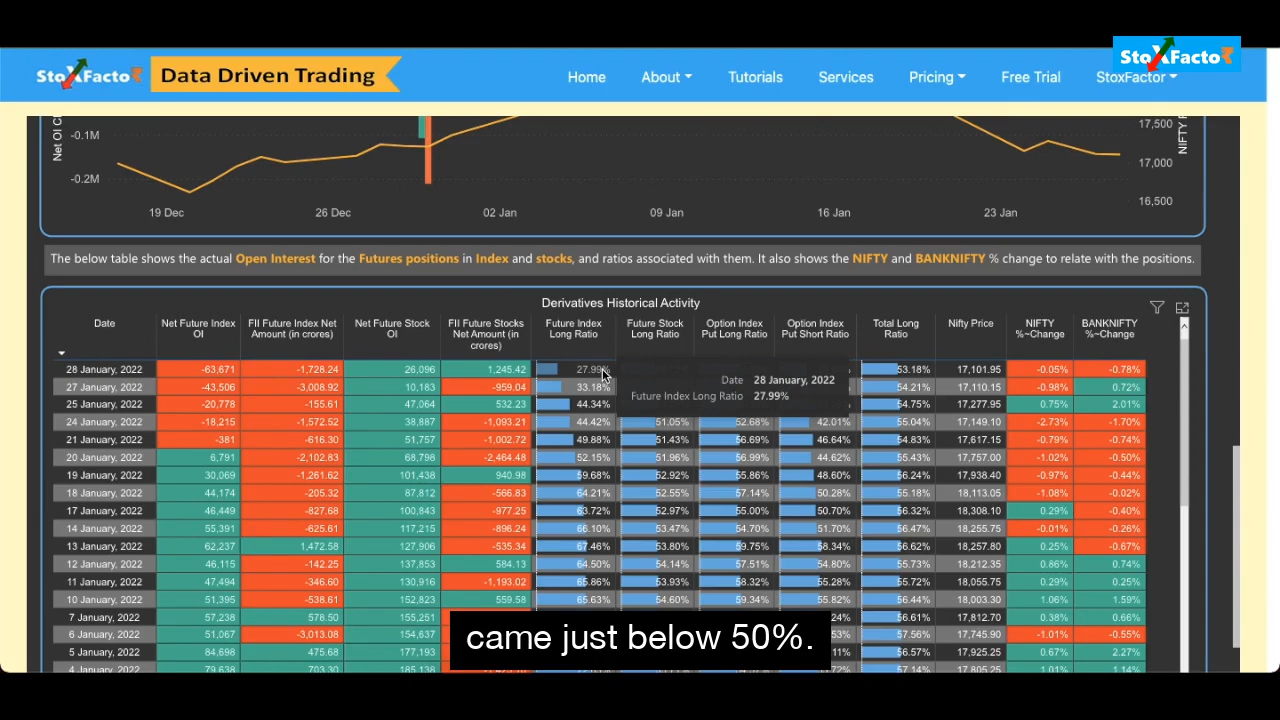 StoXFactoR
StoXFactoR Data Driven Trading Home About Tutorials Services Pricing Free Trial StoxFactor
-0.1M
-0.2M
Net OI C
17,500
17,000
16,500
NIFTY
19 Dec 26 Dec 02 Jan 09 Jan 16 Jan 23 Jan
The below table shows the actual Open Interest for the Futures positions in Index and stocks, and ratios associated with them. It also shows the NIFTY and BANKNIFTY % change to relate with the positions.
Derivatives Historical Activity
Date Net Future Index OI FII Future Index Net Amount (in crores) Net Future Stock OI FII Future Stocks Net Amount (in crores) Future Index Long Ratio Future Stock Long Ratio Option Index Put Long Ratio Option Index Put Short Ratio Total Long Ratio Nifty Price NIFTY %~Change BANKNIFTY %~Change
28 January, 2022 -63,671 -1,728.24 26,096 1,245.42 27.99% 53.18% 17,101.95 -0.05% -0.78%
27 January, 2022 -43,506 -3,008.92 10,183 -959.04 33.18% 54.21% 17,110.15 -0.98% 0.72%
Date 28 January, 2022
Future Index Long Ratio 27.99%
25 January, 2022 -20,778 -155.61 47,064 532.23 44.34% 54.75% 17,277.95 0.75% 2.01%
24 January, 2022 -18,215 -1,572.52 38,887 -1,093.21 44.42% 51.05% 52.68% 42.01% 55.04% 17,149.10 -2.73% -1.70%
21 January, 2022 -381 -616.30 51,757 -1,002.72 49.88% 51.43% 56.69% 46.64% 54.83% 17,617.15 -0.79% -0.74%
20 January, 2022 6,791 -2,102.83 68,798 -2,464.48 52.15% 51.96% 56.99% 44.62% 55.43% 17,757.00 -1.02% -0.50%
19 January, 2022 30,069 -1,261.62 101,438 940.98 59.68% 52.92% 55.86% 48.60% 56.24% 17,938.40 -0.97% -0.44%
18 January, 2022 44,174 -205.32 87,812 -566.83 64.21% 52.55% 57.14% 50.28% 55.18% 18,113.05 -1.08% -0.02%
17 January, 2022 46,449 -827.68 100,843 -977.25 63.72% 52.97% 55.00% 50.70% 56.32% 18,308.10 0.29% -0.40%
14 January, 2022 55,391 -625.61 117,215 -896.24 66.10% 53.47% 54.70% 51.70% 56.47% 18,255.75 -0.01% -0.26%
13 January, 2022 62,237 1,472.58 127,906 -535.34 67.46% 53.80% 59.75% 58.34% 56.62% 18,257.80 0.25% -0.67%
12 January, 2022 46,115 -142.25 137,853 584.13 64.50% 54.14% 57.51% 54.80% 55.73% 18,212.35 0.86% 0.74%
11 January, 2022 47,494 -346.60 130,916 -1,193.02 65.86% 53.93% 58.32% 55.28% 55.72% 18,055.75 0.29% 0.25%
10 January, 2022 51,395 -538.61 152,823 559.58 65.63% 54.60% 59.34% 55.82% 56.44% 18,003.30 1.06% 1.59%
7 January, 2022 57,238 578.50 155,251 24% 56.61% 17,812.70 0.38% 0.66%
6 January, 2022 51,067 -3,013.08 154,637 53% 57.56% 17,745.90 -1.01% -0.55%
5 January, 2022 84,698 475.68 177,193 11% 56.57% 17,925.25 0.67% 2.27%
4 January, 2022 79,638 703.30 185,138 72% 57.14% 17,805.25 1.01% 1.14%
came just below 50%.